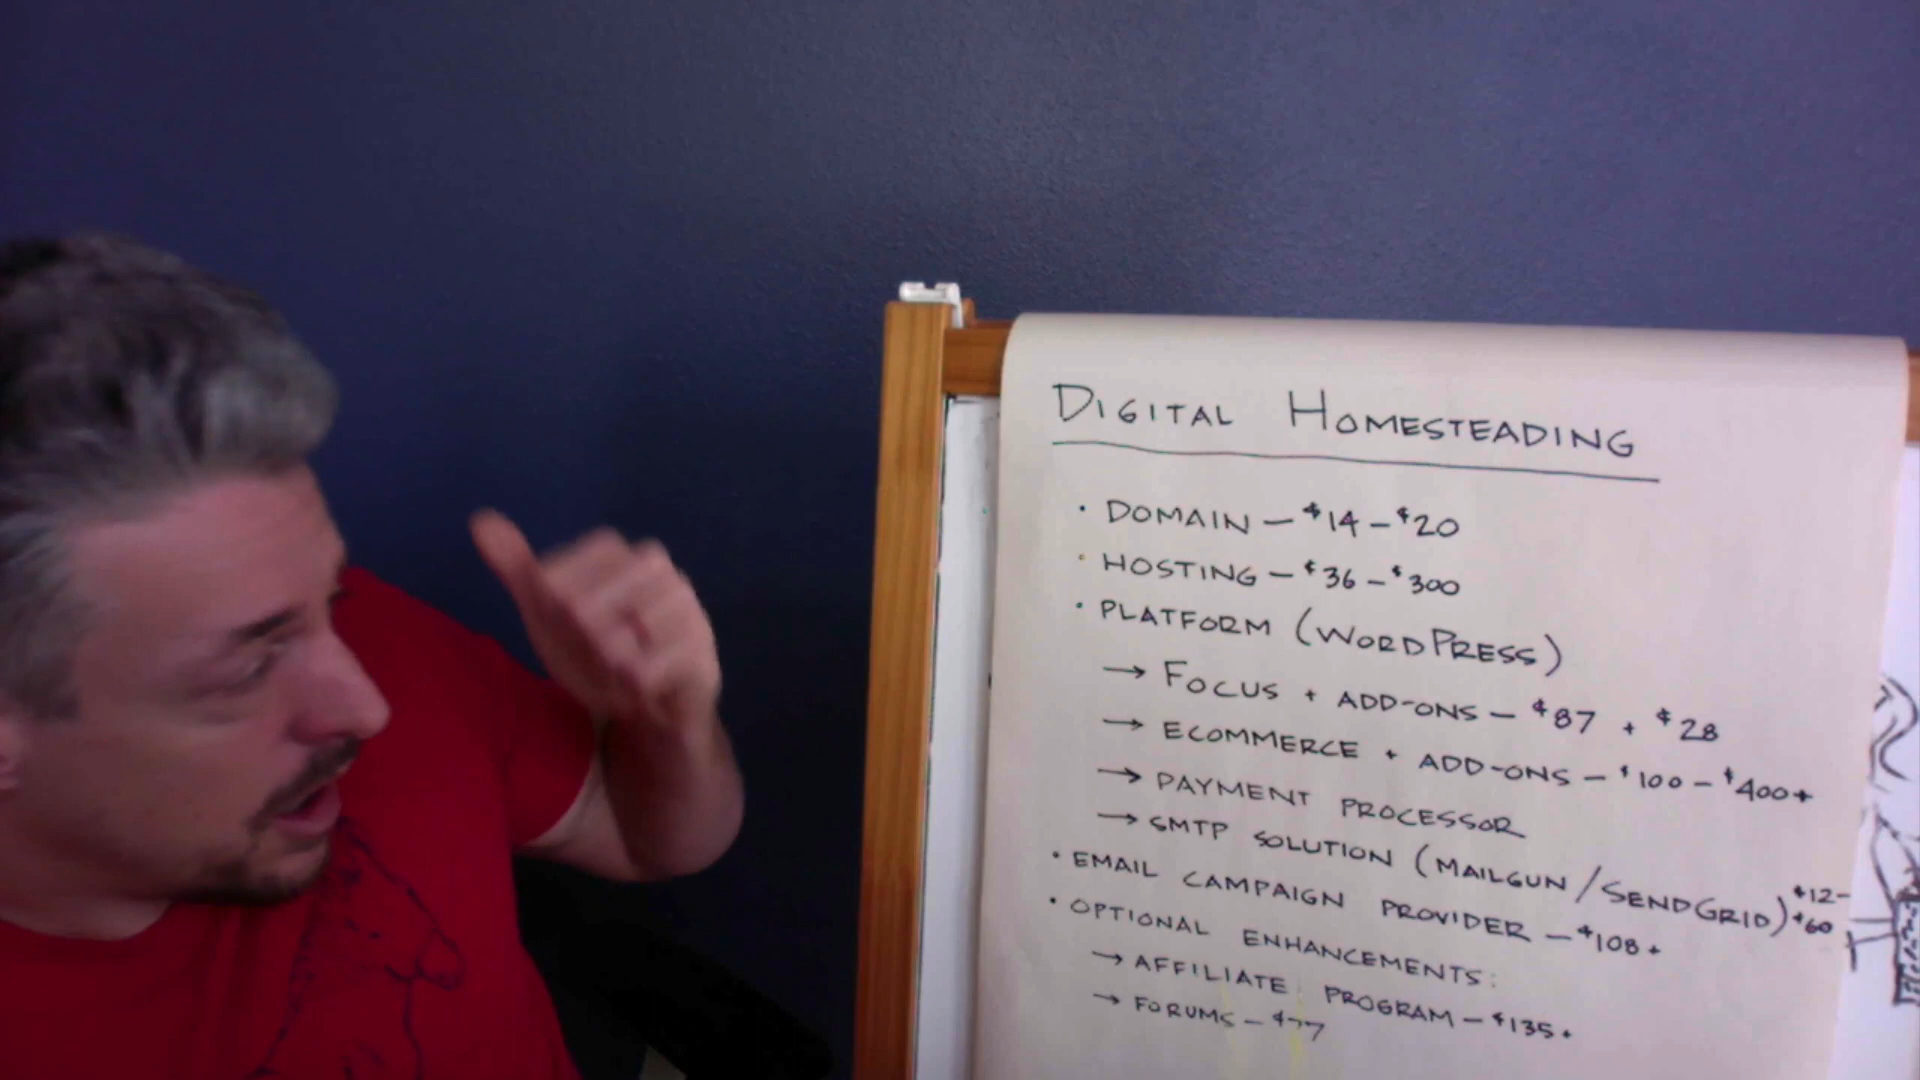 DIGITAL HOMESTEADING
• DOMAIN — $14 – $20
• HOSTING — $36 – $300
• PLATFORM (WORDPRESS)
→ FOCUS + ADD-ONS — $87 + $28
→ ECOMMERCE + ADD-ONS — $100 – $400+
→ PAYMENT PROCESSOR
→ SMTP SOLUTION (MAILGUN/SENDGRID) $12– $60
• EMAIL CAMPAIGN PROVIDER — $108+
• OPTIONAL ENHANCEMENTS:
→ AFFILIATE PROGRAM — $135+
→ FORUMS — $77